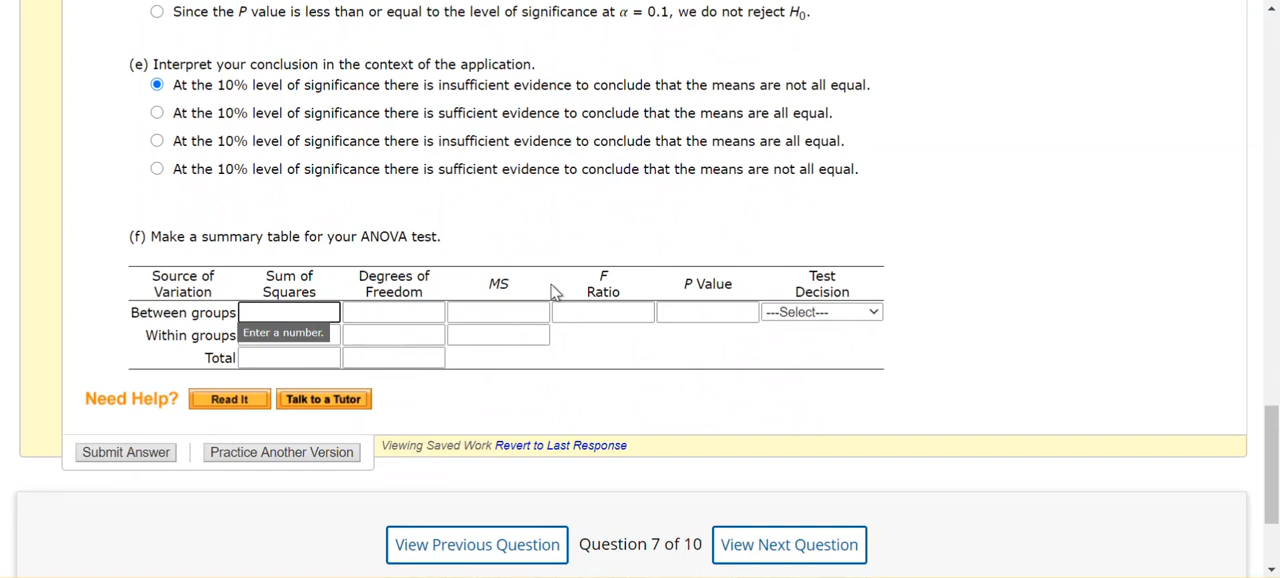 Since the P value is less than or equal to the level of significance at α = 0.1, we do not reject H0.
(e) Interpret your conclusion in the context of the application.
At the 10% level of significance there is insufficient evidence to conclude that the means are not all equal.
At the 10% level of significance there is sufficient evidence to conclude that the means are all equal.
At the 10% level of significance there is insufficient evidence to conclude that the means are all equal.
At the 10% level of significance there is sufficient evidence to conclude that the means are not all equal.
(f) Make a summary table for your ANOVA test.
Source of Variation Sum of Squares Degrees of Freedom MS F Ratio P Value Test Decision
Between groups ---Select---
Within groups Enter a number.
Total
Need Help? Read It Talk to a Tutor
Submit Answer Practice Another Version Viewing Saved Work Revert to Last Response
View Previous Question Question 7 of 10 View Next Question